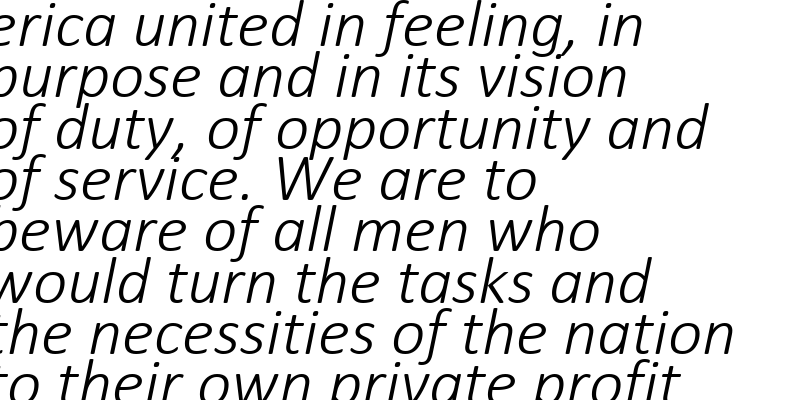 erica united in feeling, in
purpose and in its vision
of duty, of opportunity and
of service. We are to
beware of all men who
would turn the tasks and
the necessities of the nation
to their own private profit